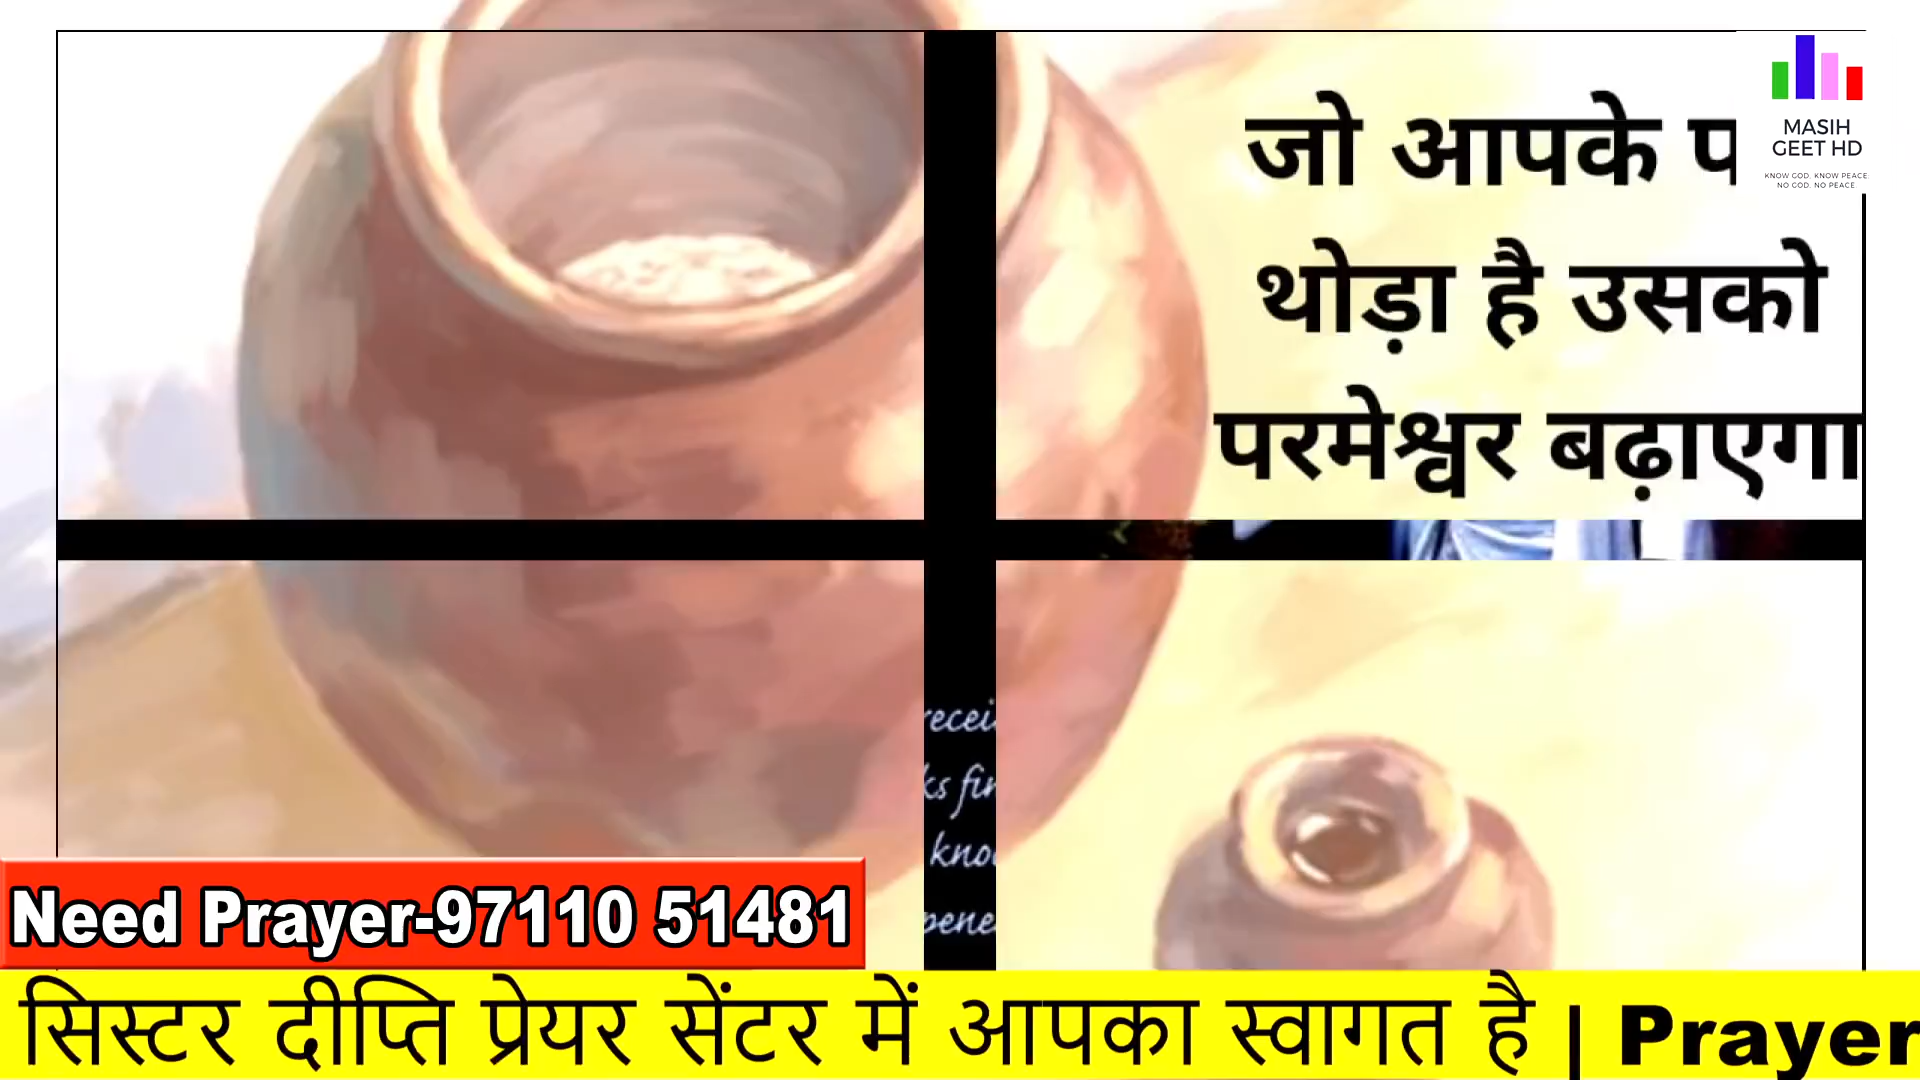 जो आपके प
थोड़ा है उसको
परमेश्वर बढ़ाएगा
MASIH
GEET HD
KNOW GOD. KNOW PEACE
NO GOD. NO PEACE.
Need Prayer-97110 51481
सिस्टर दीप्ति प्रेयर सेंटर में आपका स्वागत है | Prayer